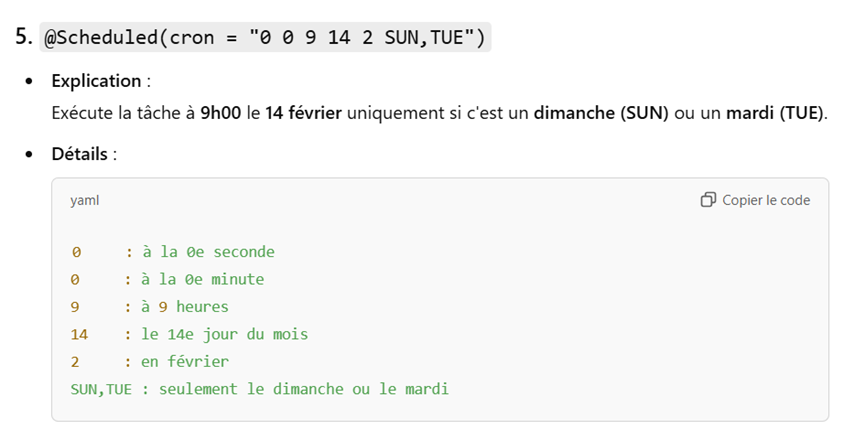 5. @Scheduled(cron = "0 0 9 14 2 SUN,TUE")
• Explication :
Exécute la tâche à 9h00 le 14 février uniquement si c'est un dimanche (SUN) ou un mardi (TUE).
• Détails :
yaml Copier le code
0 : à la 0e seconde
0 : à la 0e minute
9 : à 9 heures
14 : le 14e jour du mois
2 : en février
SUN,TUE : seulement le dimanche ou le mardi